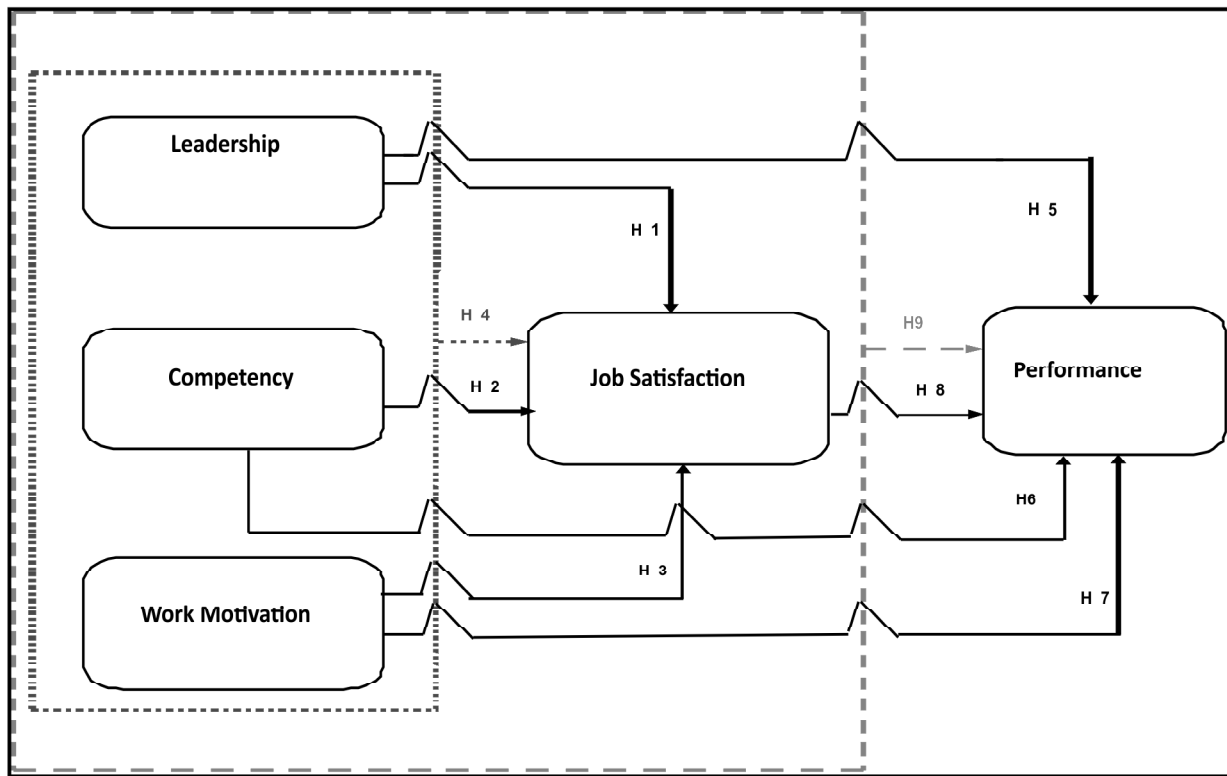 Leadership
H 5
H 1
H 4
H9
Competency
Job Satisfaction
Performance
H 2
H 8
H6
H 3
Work Motivation
H 7